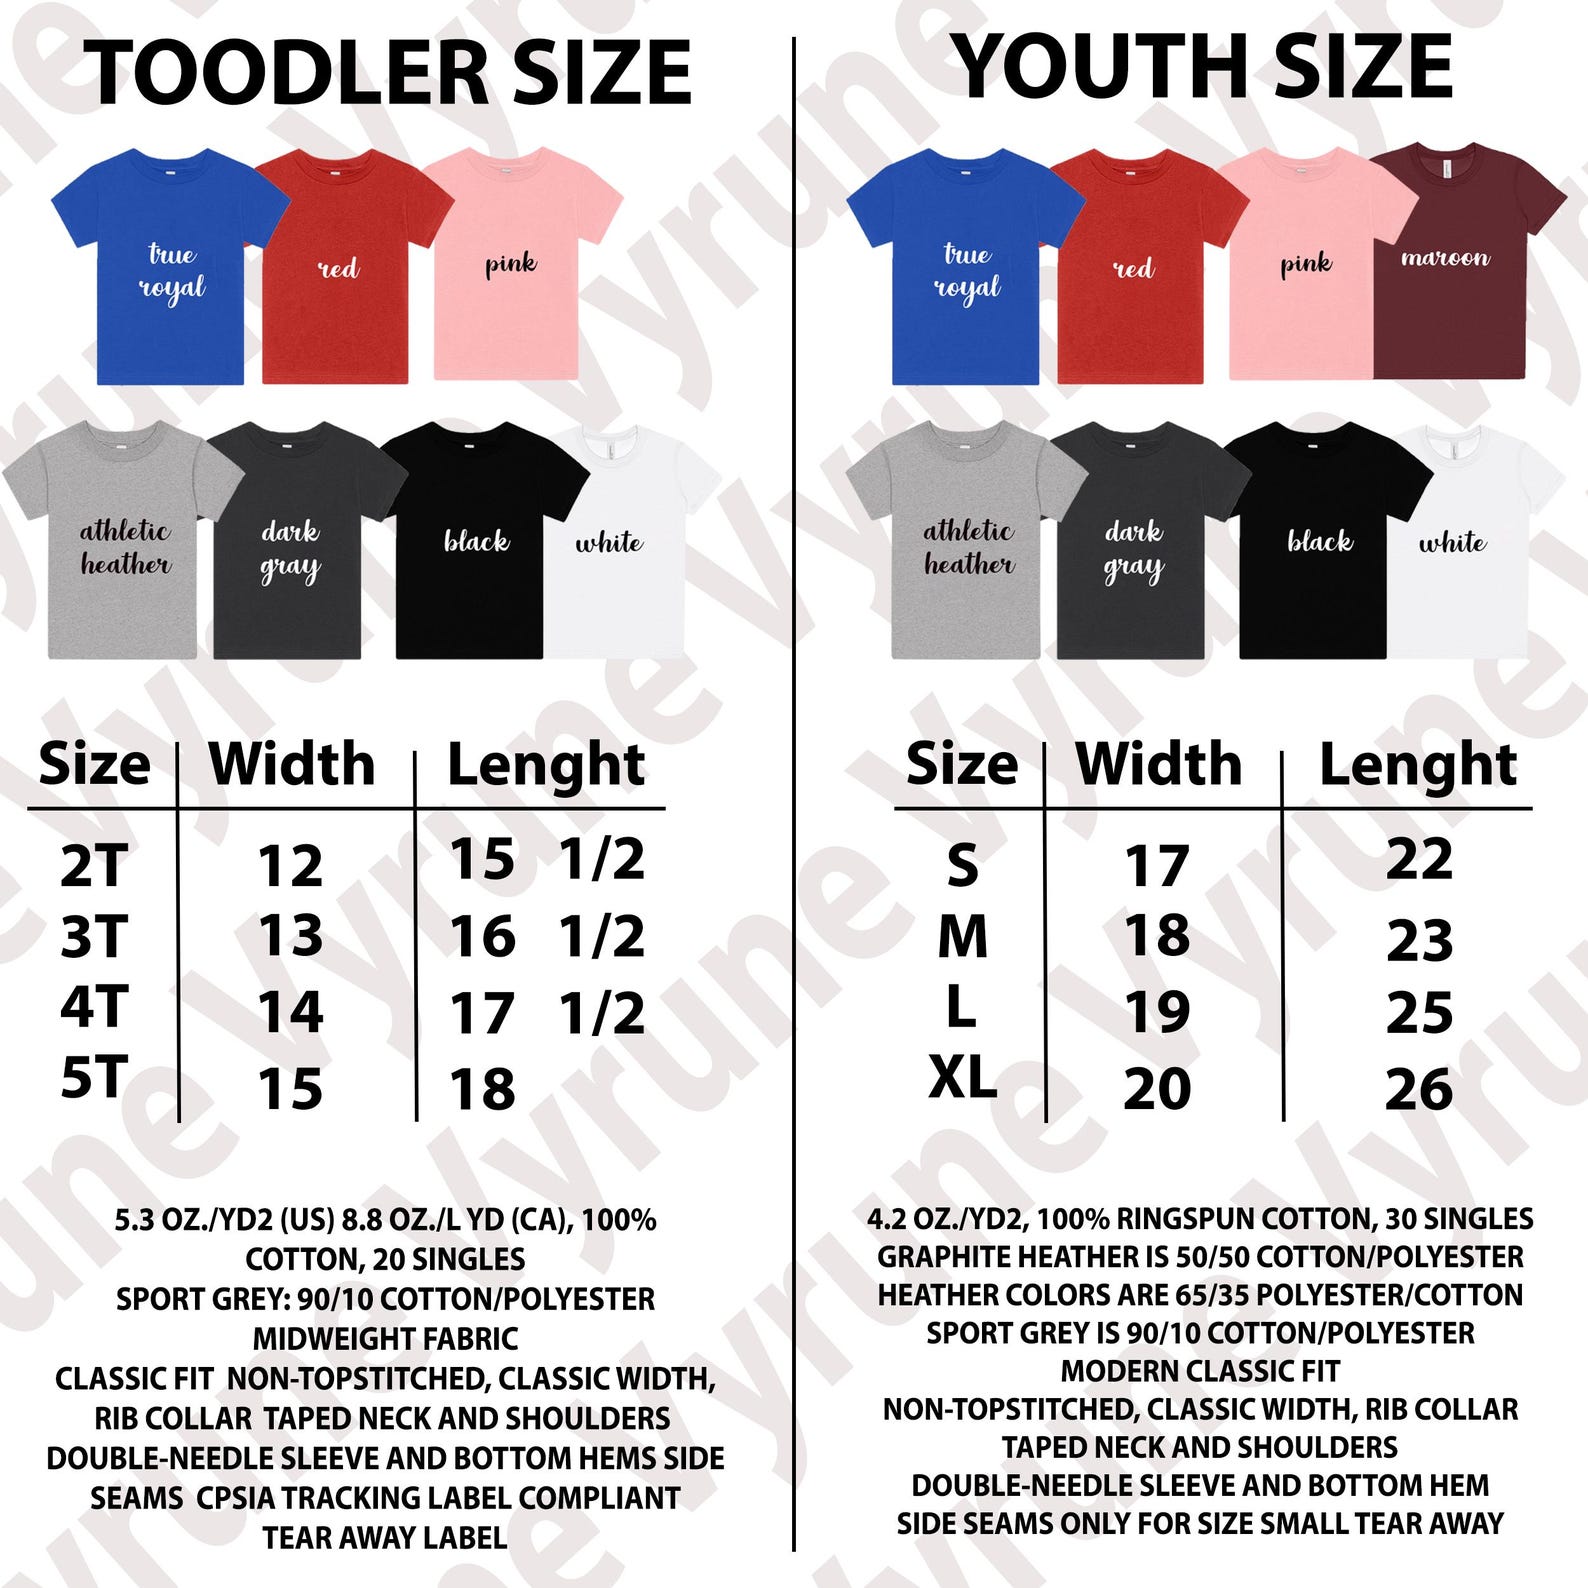 TOODLER SIZE
true
royal
red
pink
athletic
heather
dark
gray
black
white
Size Width Lenght
2T 12 15 1/2
3T 13 16 1/2
4T 14 17 1/2
5T 15 18
5.3 OZ./YD2 (US) 8.8 OZ./L YD (CA), 100%
COTTON, 20 SINGLES
SPORT GREY: 90/10 COTTON/POLYESTER
MIDWEIGHT FABRIC
CLASSIC FIT NON-TOPSTITCHED, CLASSIC WIDTH,
RIB COLLAR TAPED NECK AND SHOULDERS
DOUBLE-NEEDLE SLEEVE AND BOTTOM HEMS SIDE
SEAMS CPSIA TRACKING LABEL COMPLIANT
TEAR AWAY LABEL
YOUTH SIZE
true
royal
red
pink
maroon
athletic
heather
dark
gray
black
white
Size Width Lenght
S 17 22
M 18 23
L 19 25
XL 20 26
4.2 OZ./YD2, 100% RINGSPUN COTTON, 30 SINGLES
GRAPHITE HEATHER IS 50/50 COTTON/POLYESTER
HEATHER COLORS ARE 65/35 POLYESTER/COTTON
SPORT GREY IS 90/10 COTTON/POLYESTER
MODERN CLASSIC FIT
NON-TOPSTITCHED, CLASSIC WIDTH, RIB COLLAR
TAPED NECK AND SHOULDERS
DOUBLE-NEEDLE SLEEVE AND BOTTOM HEM
SIDE SEAMS ONLY FOR SIZE SMALL TEAR AWAY
Vyrune